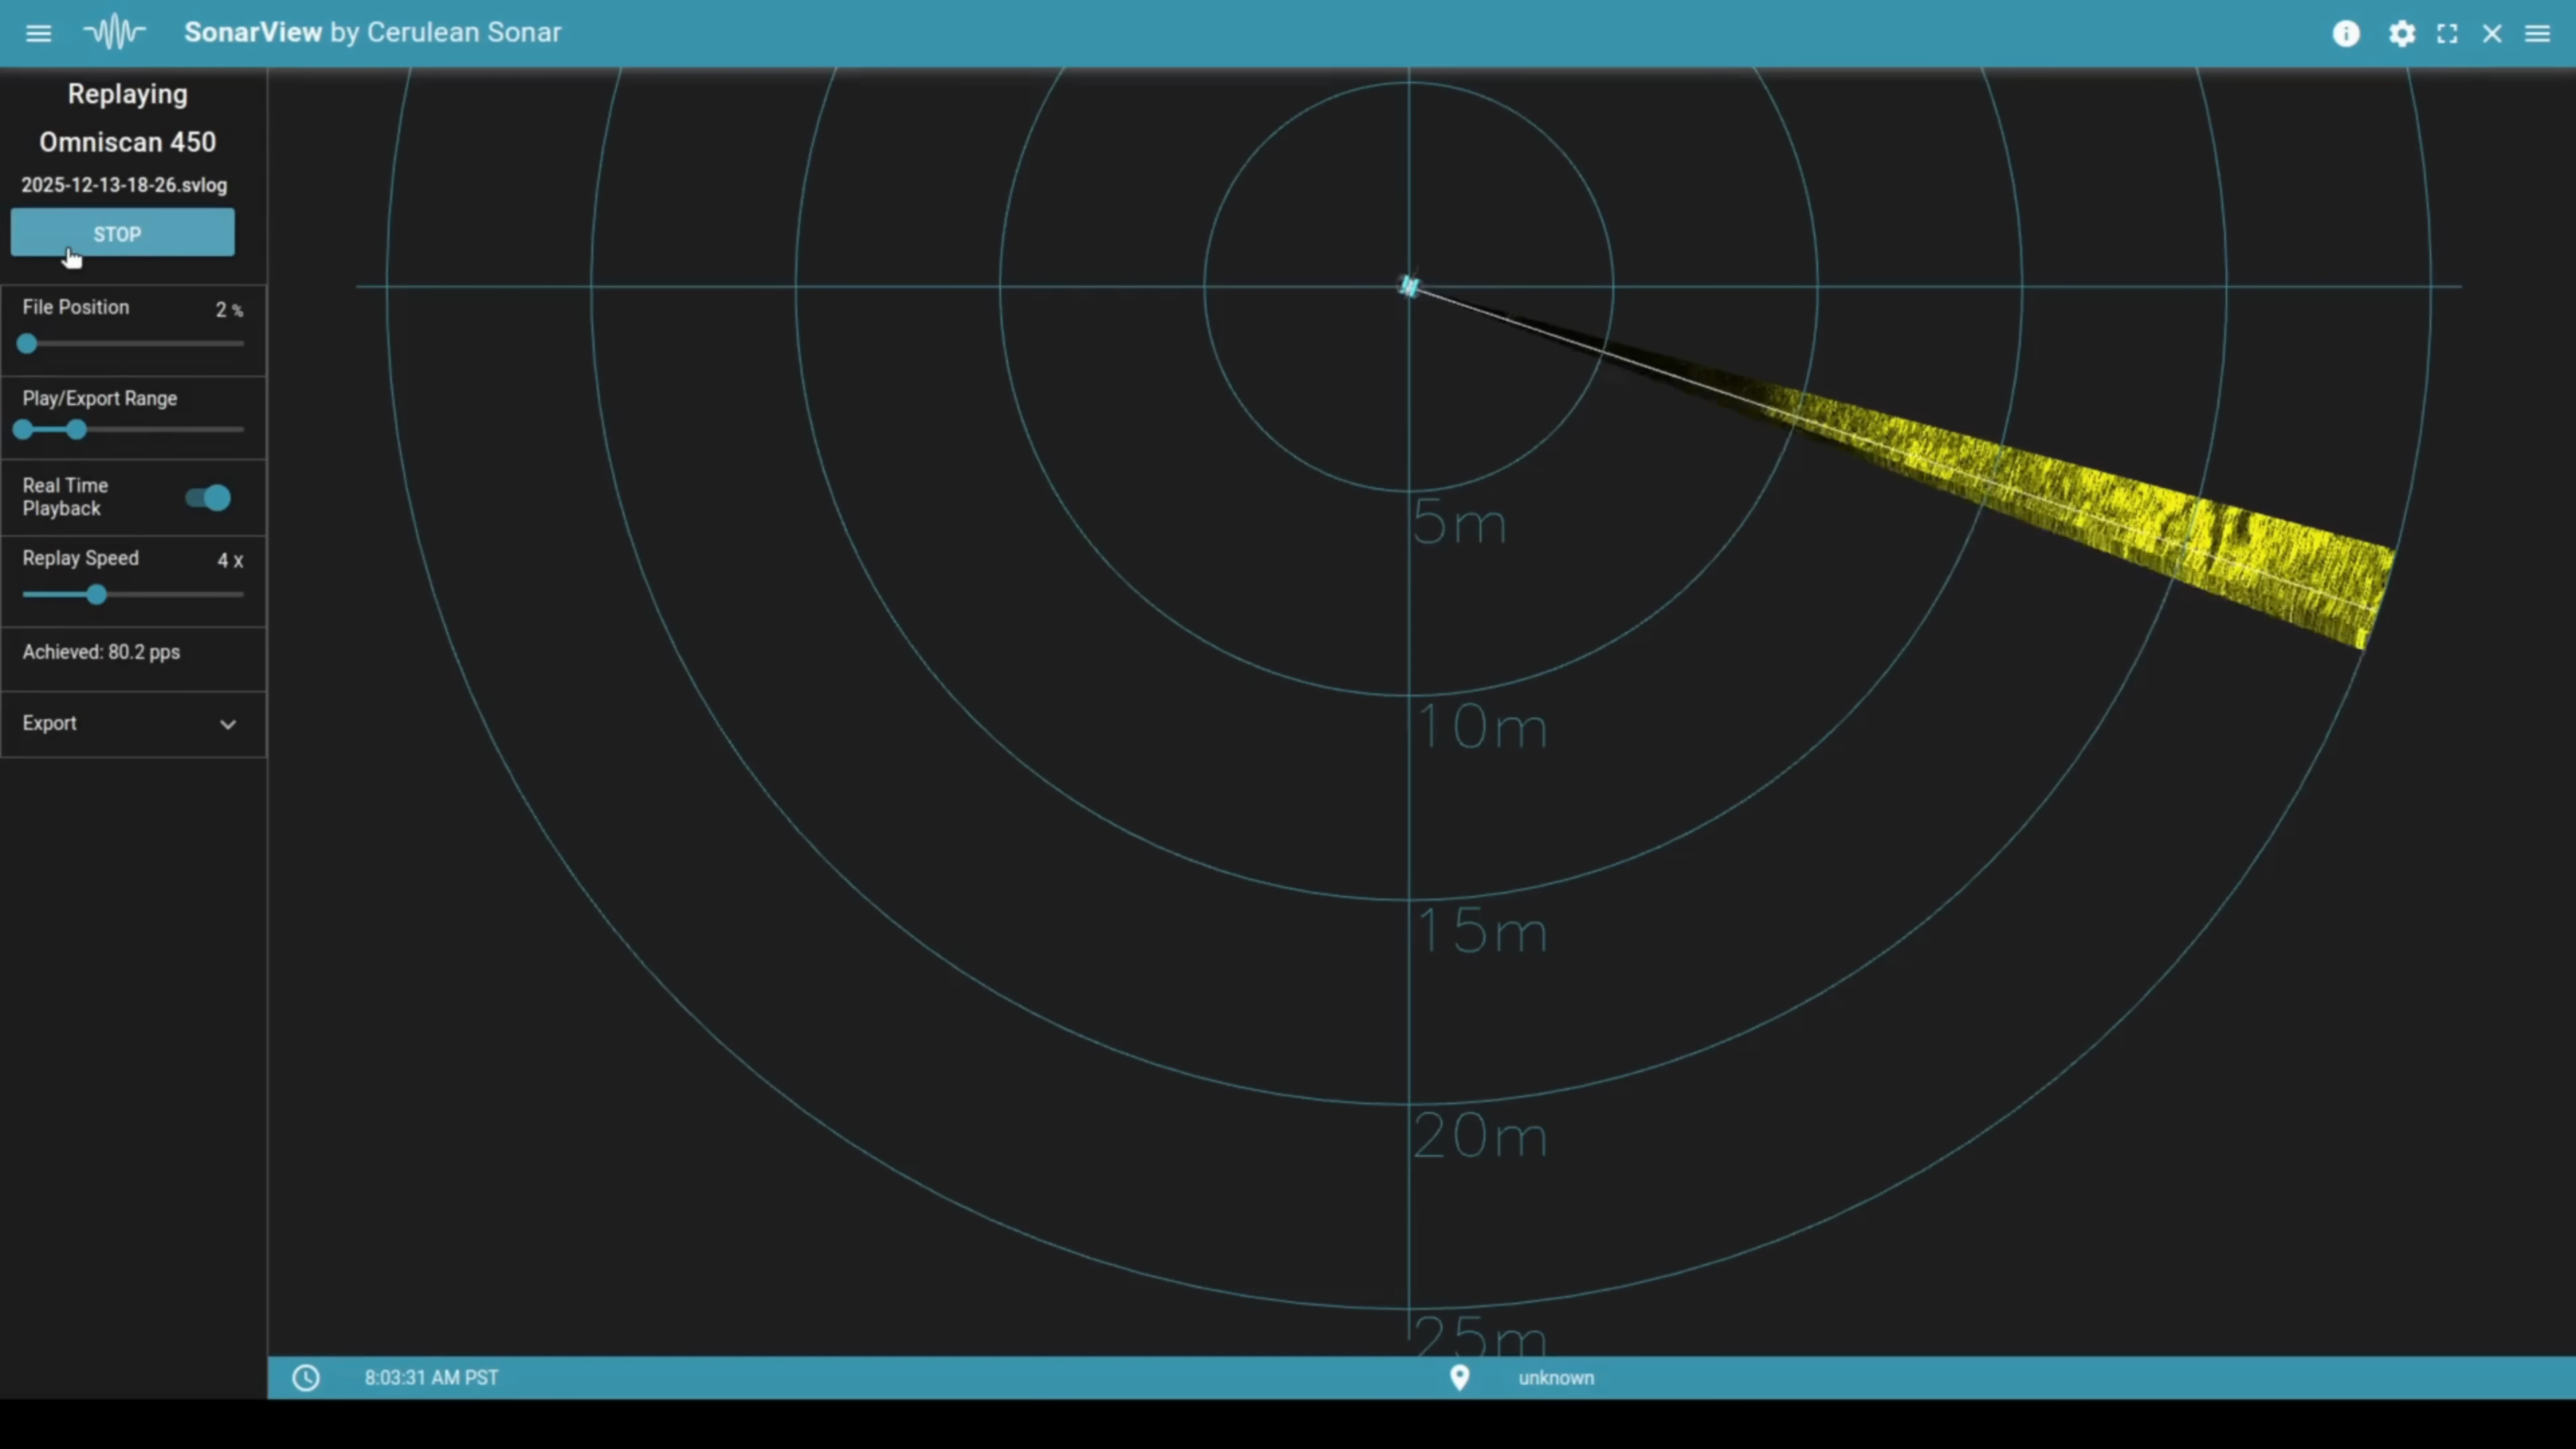 SonarView by Cerulean Sonar
Replaying
Omniscan 450
2025-12-13-18-26.svlog
STOP
File Position 2 %
Play/Export Range
Real Time
Playback
Replay Speed 4 x
Achieved: 80.2 pps
Export
5m
10m
15m
20m
25m
8:03:31 AM PST
unknown